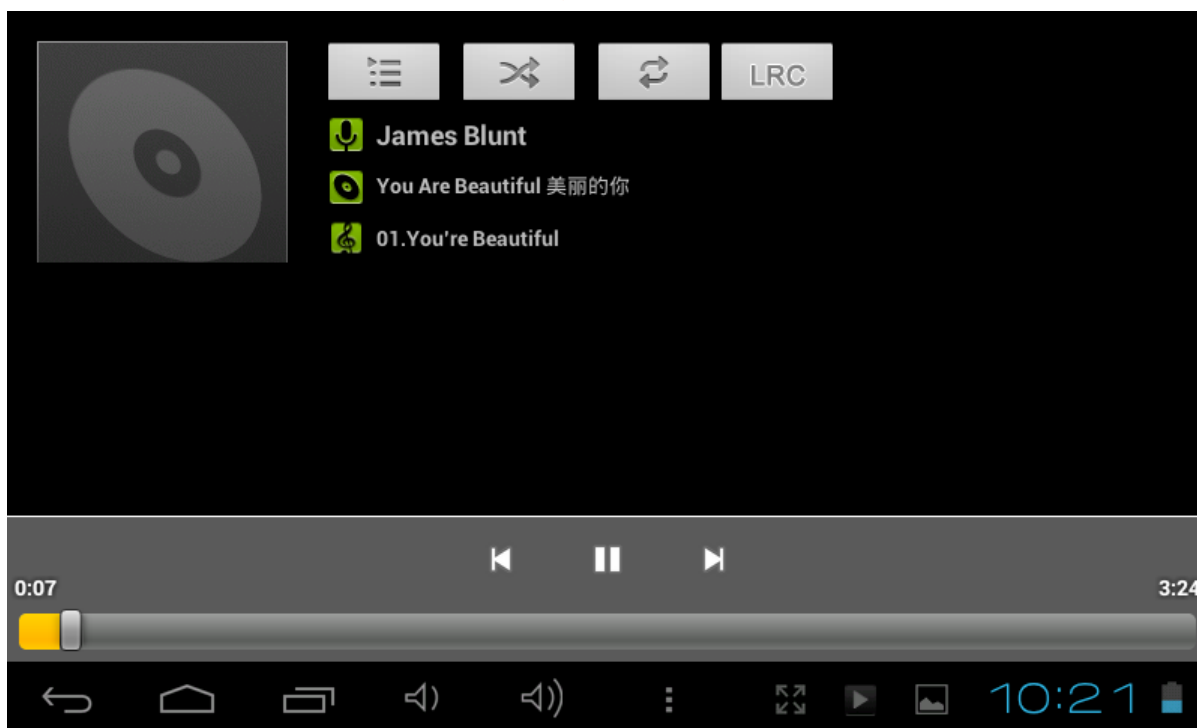 LRC
James Blunt
You Are Beautiful 美丽的你
01.You're Beautiful
0:07
3:24
10:21